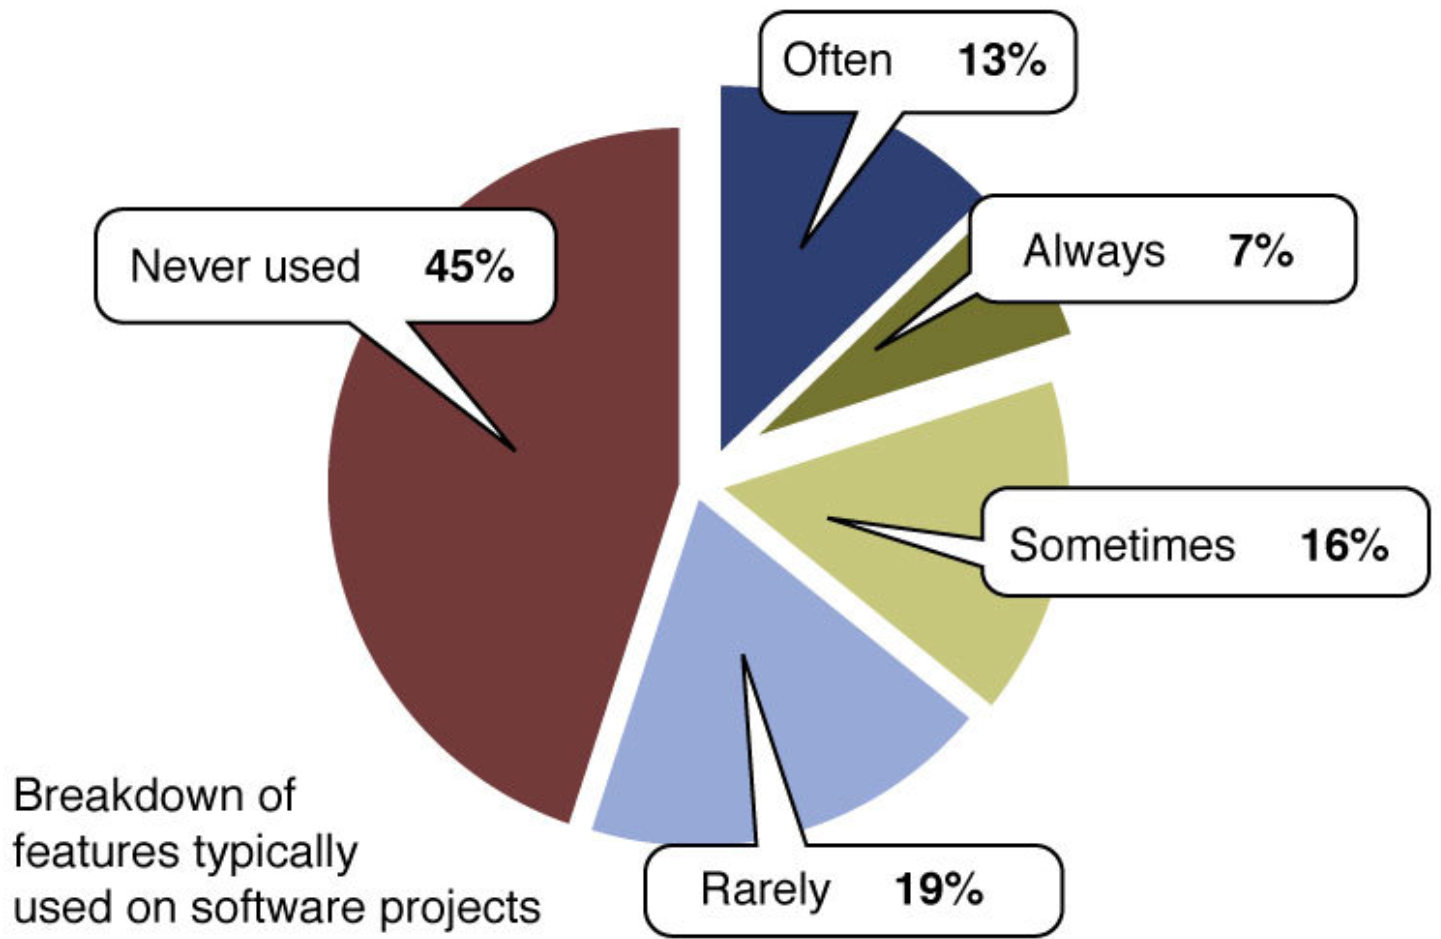 Often 13%
Always 7%
Never used 45%
Sometimes 16%
Rarely 19%
Breakdown of
features typically
used on software projects